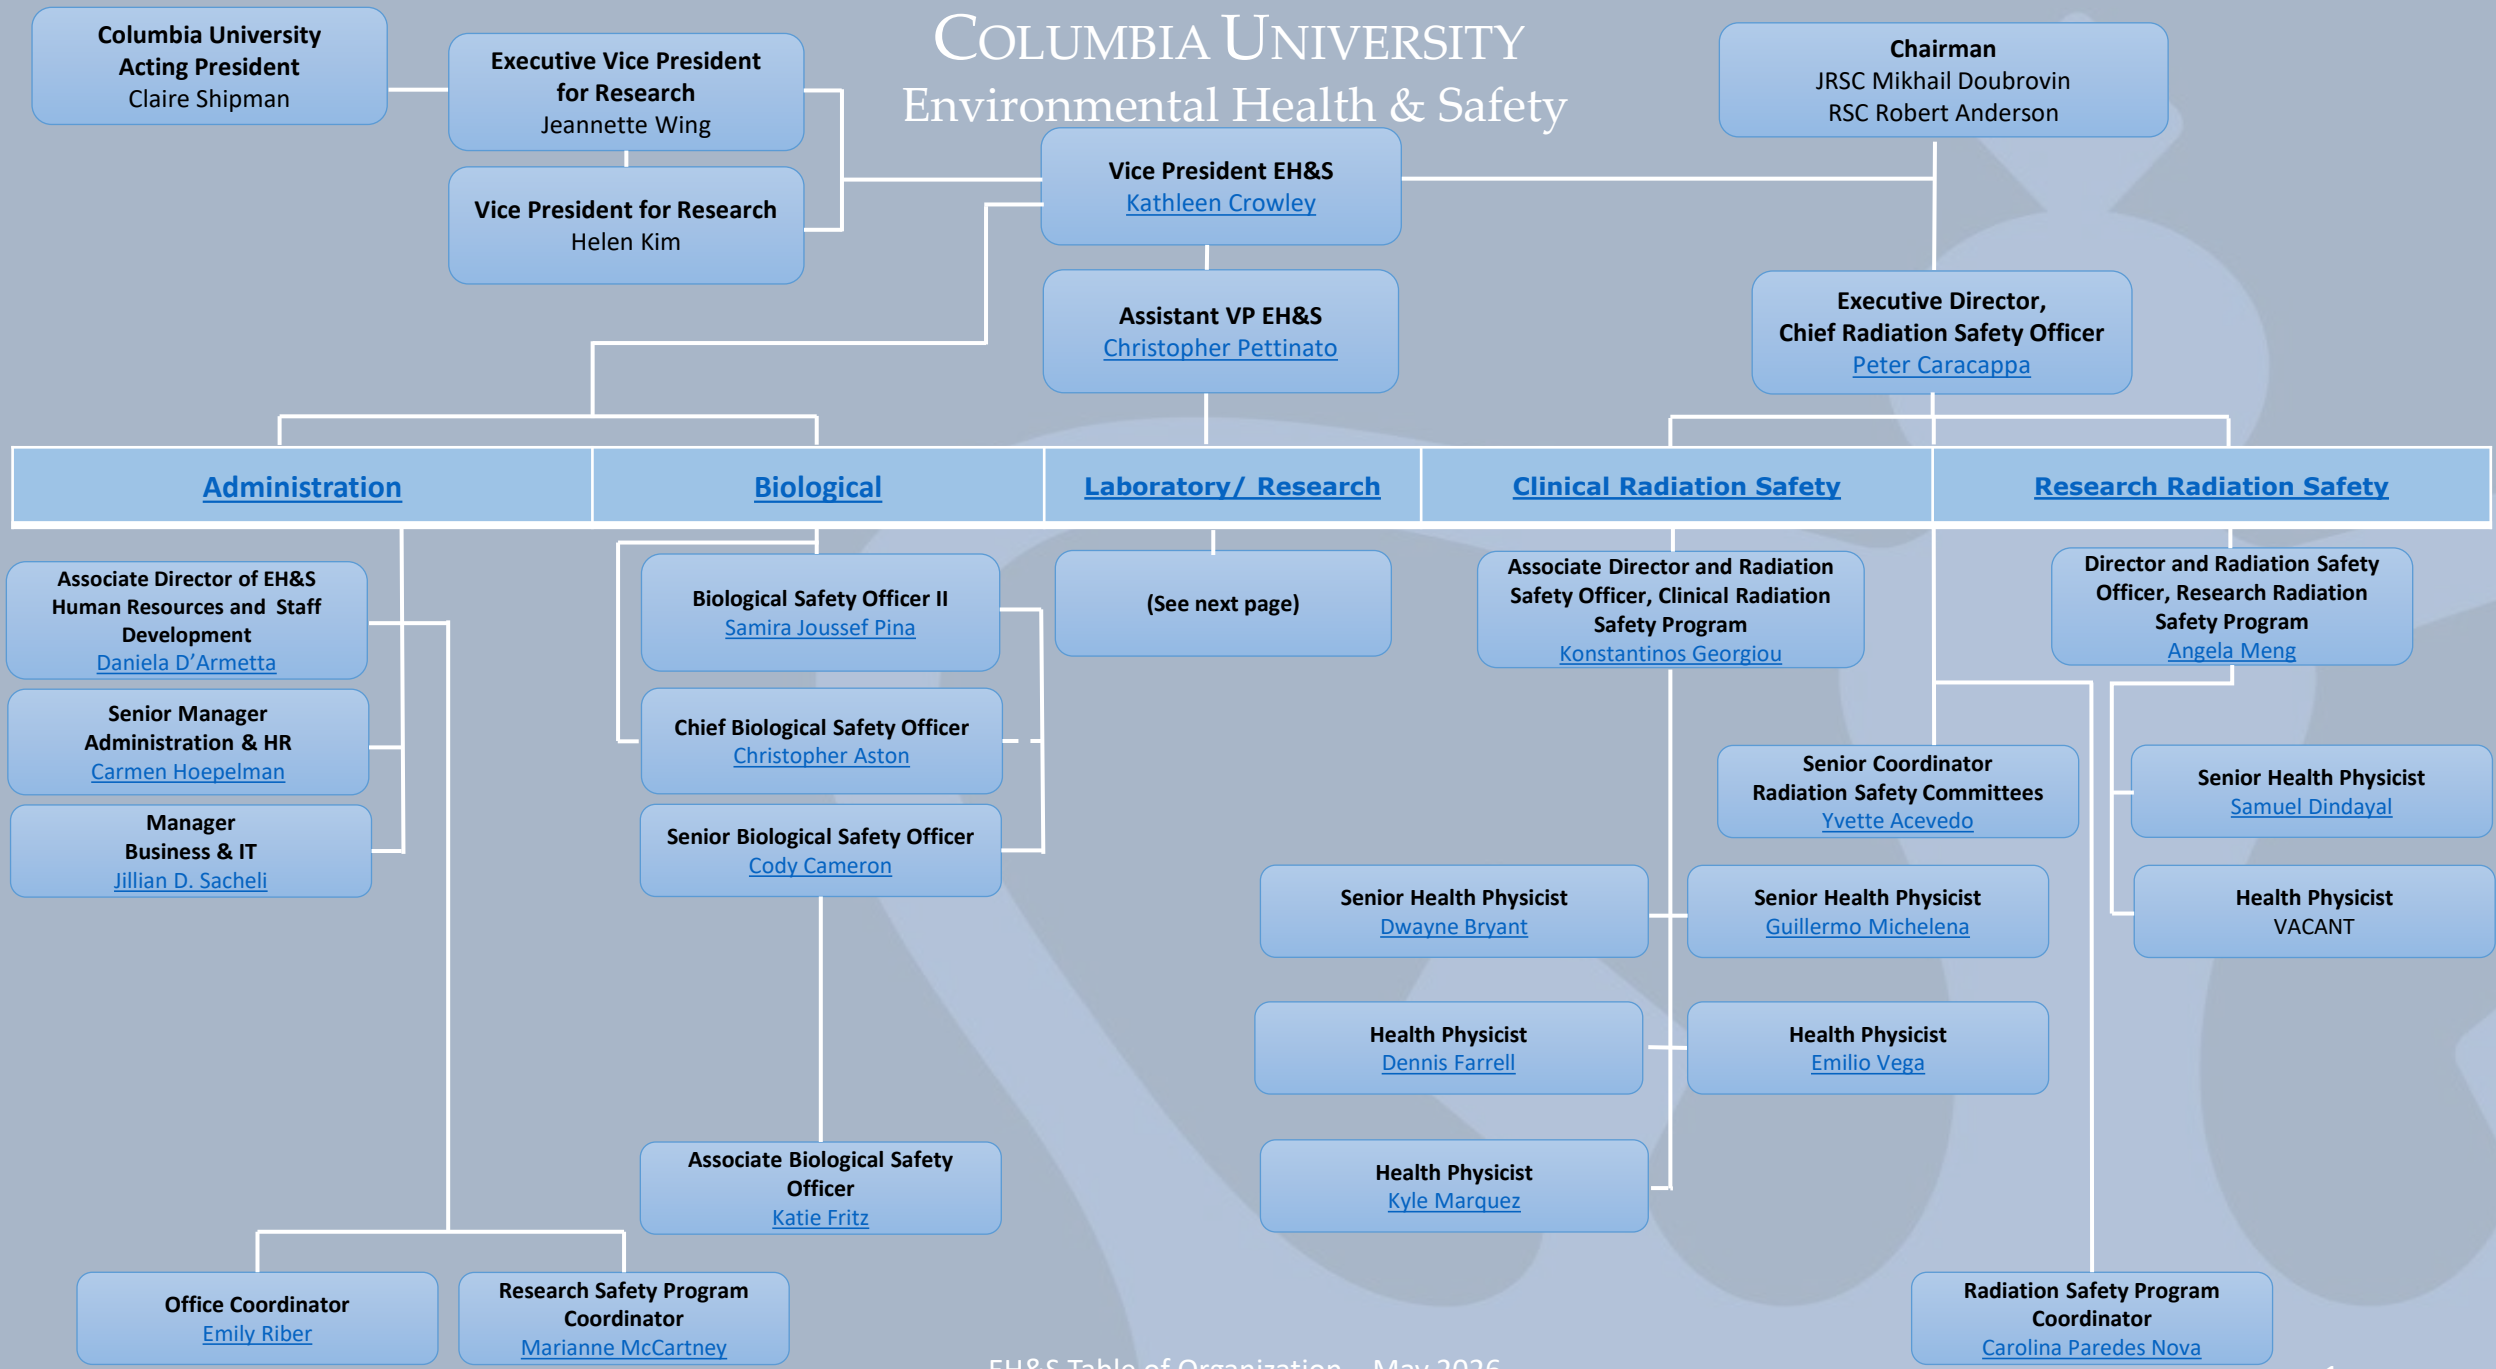 COLUMBIA UNIVERSITY
Environmental Health & Safety
Columbia University
Acting President
Claire Shipman
Executive Vice President
for Research
Jeannette Wing
Vice President for Research
Helen Kim
Vice President EH&S
Kathleen Crowley
Assistant VP EH&S
Christopher Pettinato
Chairman
JRSC Mikhail Doubrovin
RSC Robert Anderson
Executive Director,
Chief Radiation Safety Officer
Peter Caracappa
Administration
Biological
Laboratory/ Research
Clinical Radiation Safety
Research Radiation Safety
Associate Director of EH&S
Human Resources and Staff
Development
Daniela D’Armetta
Senior Manager
Administration & HR
Carmen Hoepelman
Manager
Business & IT
Jillian D. Sacheli
Office Coordinator
Emily Riber
Research Safety Program
Coordinator
Marianne McCartney
Biological Safety Officer II
Samira Joussef Pina
Chief Biological Safety Officer
Christopher Aston
Senior Biological Safety Officer
Cody Cameron
Associate Biological Safety
Officer
Katie Fritz
(See next page)
Associate Director and Radiation
Safety Officer, Clinical Radiation
Safety Program
Konstantinos Georgiou
Senior Coordinator
Radiation Safety Committees
Yvette Acevedo
Senior Health Physicist
Dwayne Bryant
Senior Health Physicist
Guillermo Michelena
Health Physicist
Dennis Farrell
Health Physicist
Emilio Vega
Health Physicist
Kyle Marquez
Director and Radiation Safety
Officer, Research Radiation
Safety Program
Angela Meng
Senior Health Physicist
Samuel Dindayal
Health Physicist
VACANT
Radiation Safety Program
Coordinator
Carolina Paredes Nova
EH&S Table of Organization – May 2026
1